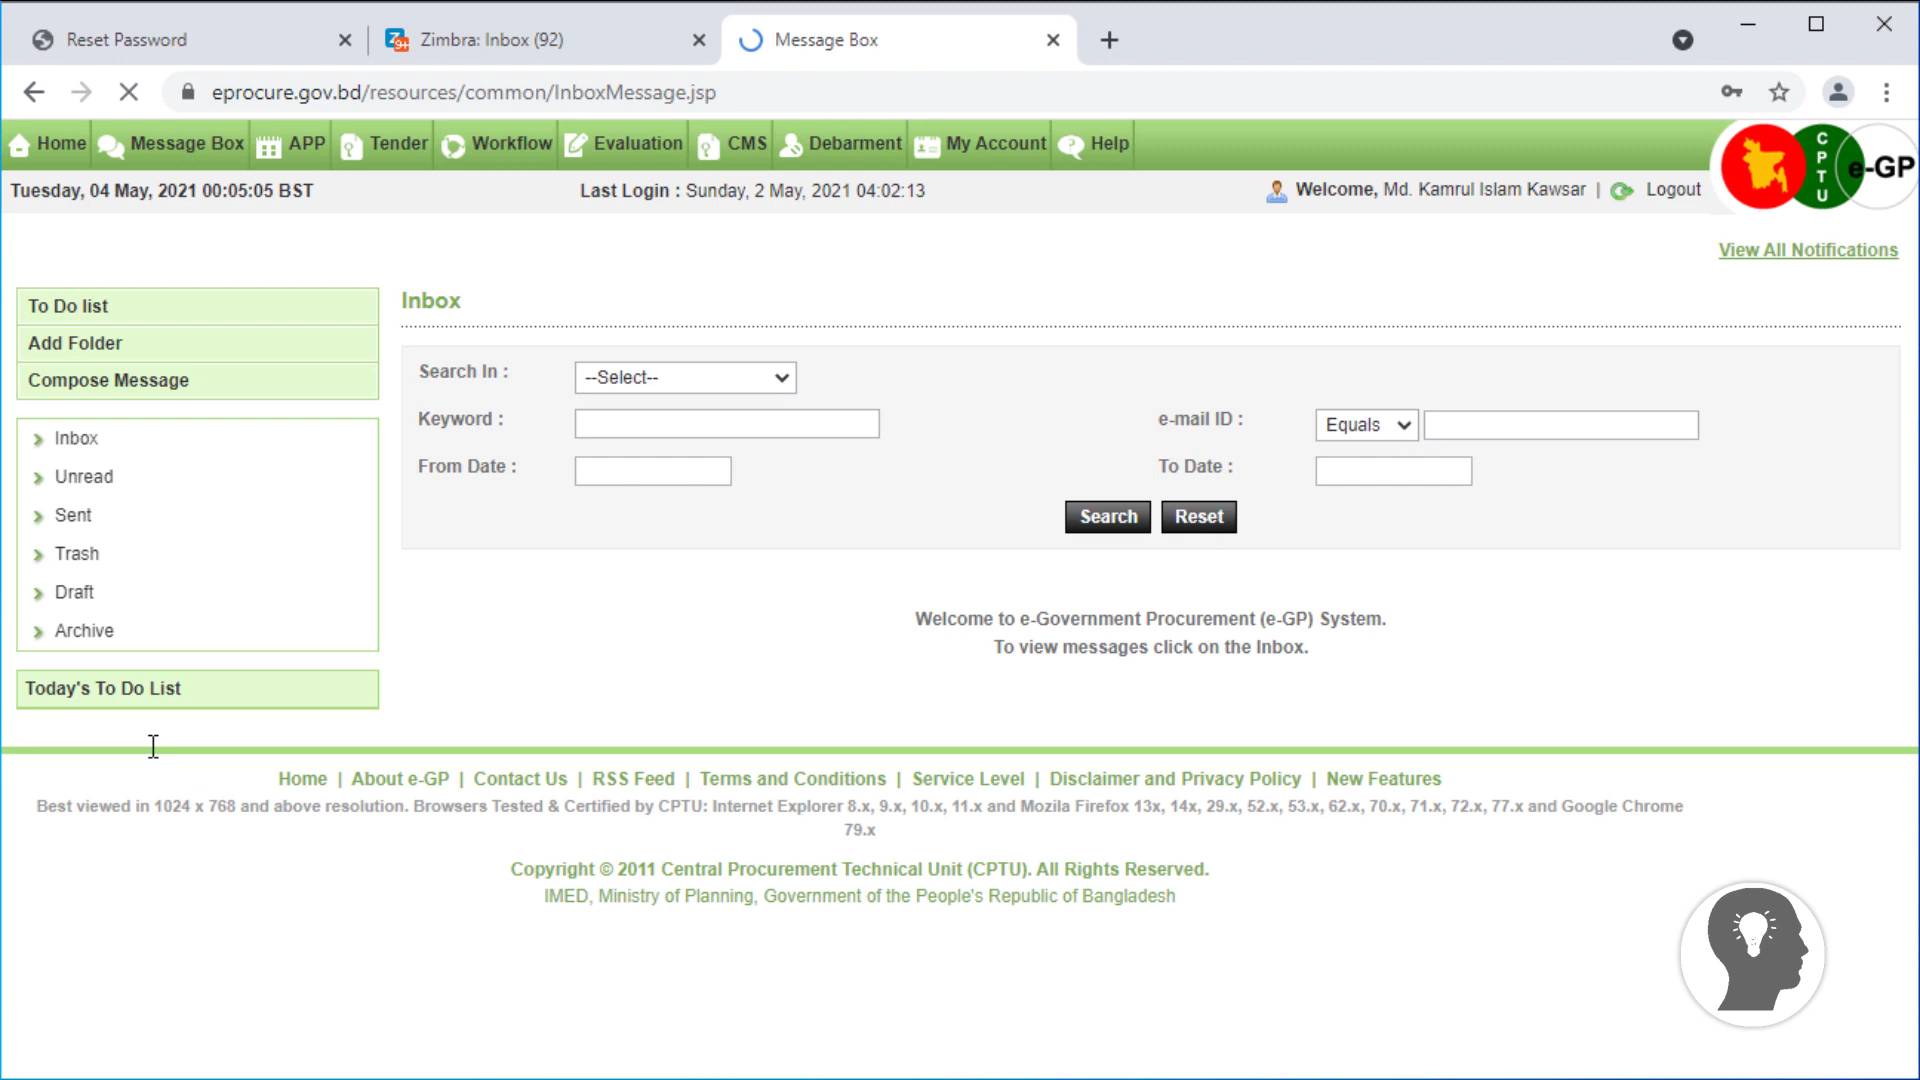 Reset Password
Zimbra: Inbox (92)
Message Box
eprocure.gov.bd/resources/common/InboxMessage.jsp
Home
Message Box
APP
Tender
Workflow
Evaluation
CMS
Debarment
My Account
Help
CPTU
e-GP
Tuesday, 04 May, 2021 00:05:05 BST
Last Login : Sunday, 2 May, 2021 04:02:13
Welcome, Md. Kamrul Islam Kawsar | Logout
View All Notifications
To Do list
Add Folder
Compose Message
Inbox
Unread
Sent
Trash
Draft
Archive
Today's To Do List
Inbox
Search In : --Select--
Keyword :
e-mail ID : Equals
From Date :
To Date :
Search Reset
Welcome to e-Government Procurement (e-GP) System.
To view messages click on the Inbox.
Home | About e-GP | Contact Us | RSS Feed | Terms and Conditions | Service Level | Disclaimer and Privacy Policy | New Features
Best viewed in 1024 x 768 and above resolution. Browsers Tested & Certified by CPTU: Internet Explorer 8.x, 9.x, 10.x, 11.x and Mozila Firefox 13x, 14x, 29.x, 52.x, 53.x, 62.x, 70.x, 71.x, 72.x, 77.x and Google Chrome
79.x
Copyright © 2011 Central Procurement Technical Unit (CPTU). All Rights Reserved.
IMED, Ministry of Planning, Government of the People's Republic of Bangladesh